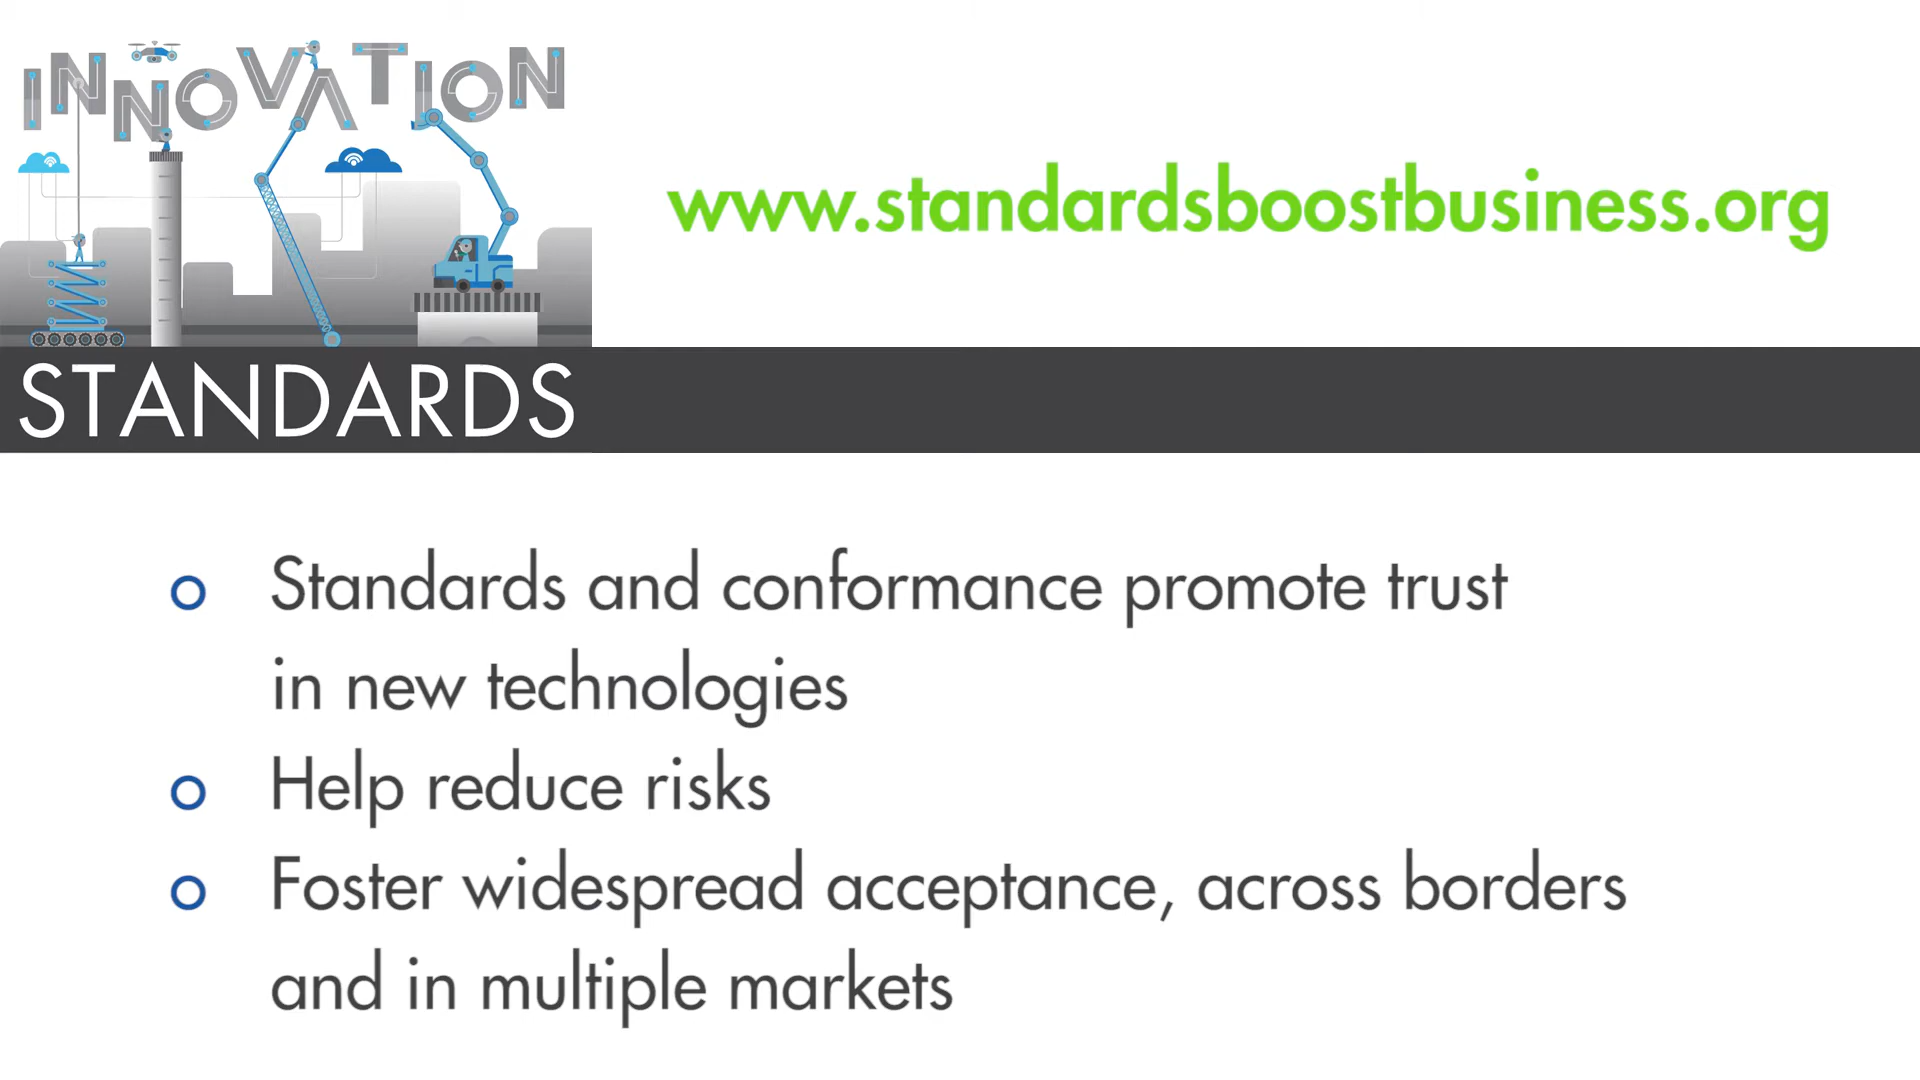 INNOVATION
www.standardsboostbusiness.org
STANDARDS
Standards and conformance promote trust
in new technologies
Help reduce risks
Foster widespread acceptance, across borders
and in multiple markets